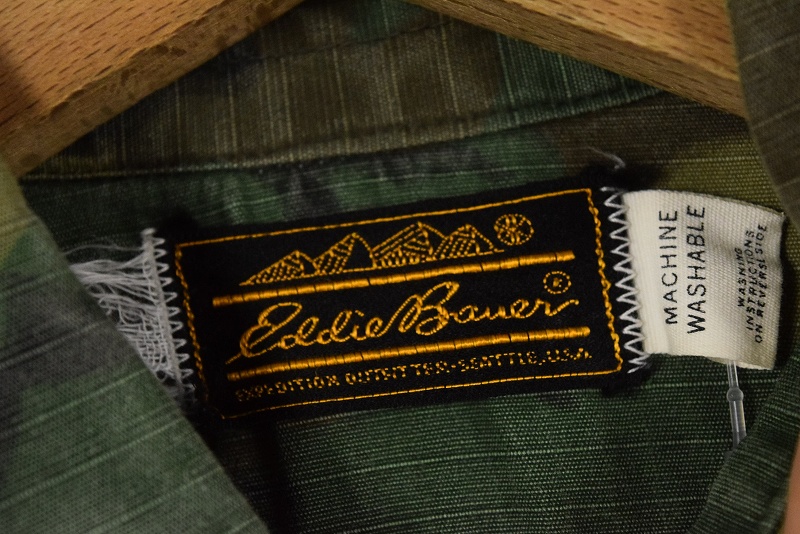 Eddie Bauer ®
EXPEDITION OUTFITTER·SEATTLE, U.S.A
MACHINE
WASHABLE
WASHING
INSTRUCTIONS
ON REVERSE SIDE